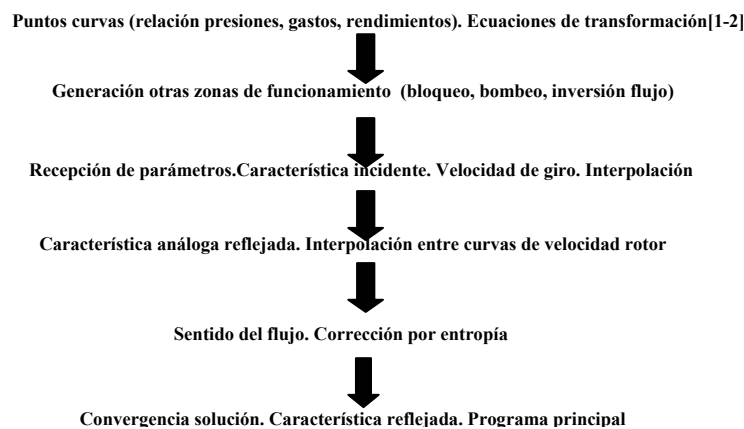 Puntos curvas (relación presiones, gastos, rendimientos). Ecuaciones de transformación[1-2]
Generación otras zonas de funcionamiento (bloqueo, bombeo, inversión flujo)
Recepción de parámetros.Característica incidente. Velocidad de giro. Interpolación
Característica análoga reflejada. Interpolación entre curvas de velocidad rotor
Sentido del flujo. Corrección por entropía
Convergencia solución. Característica reflejada. Programa principal